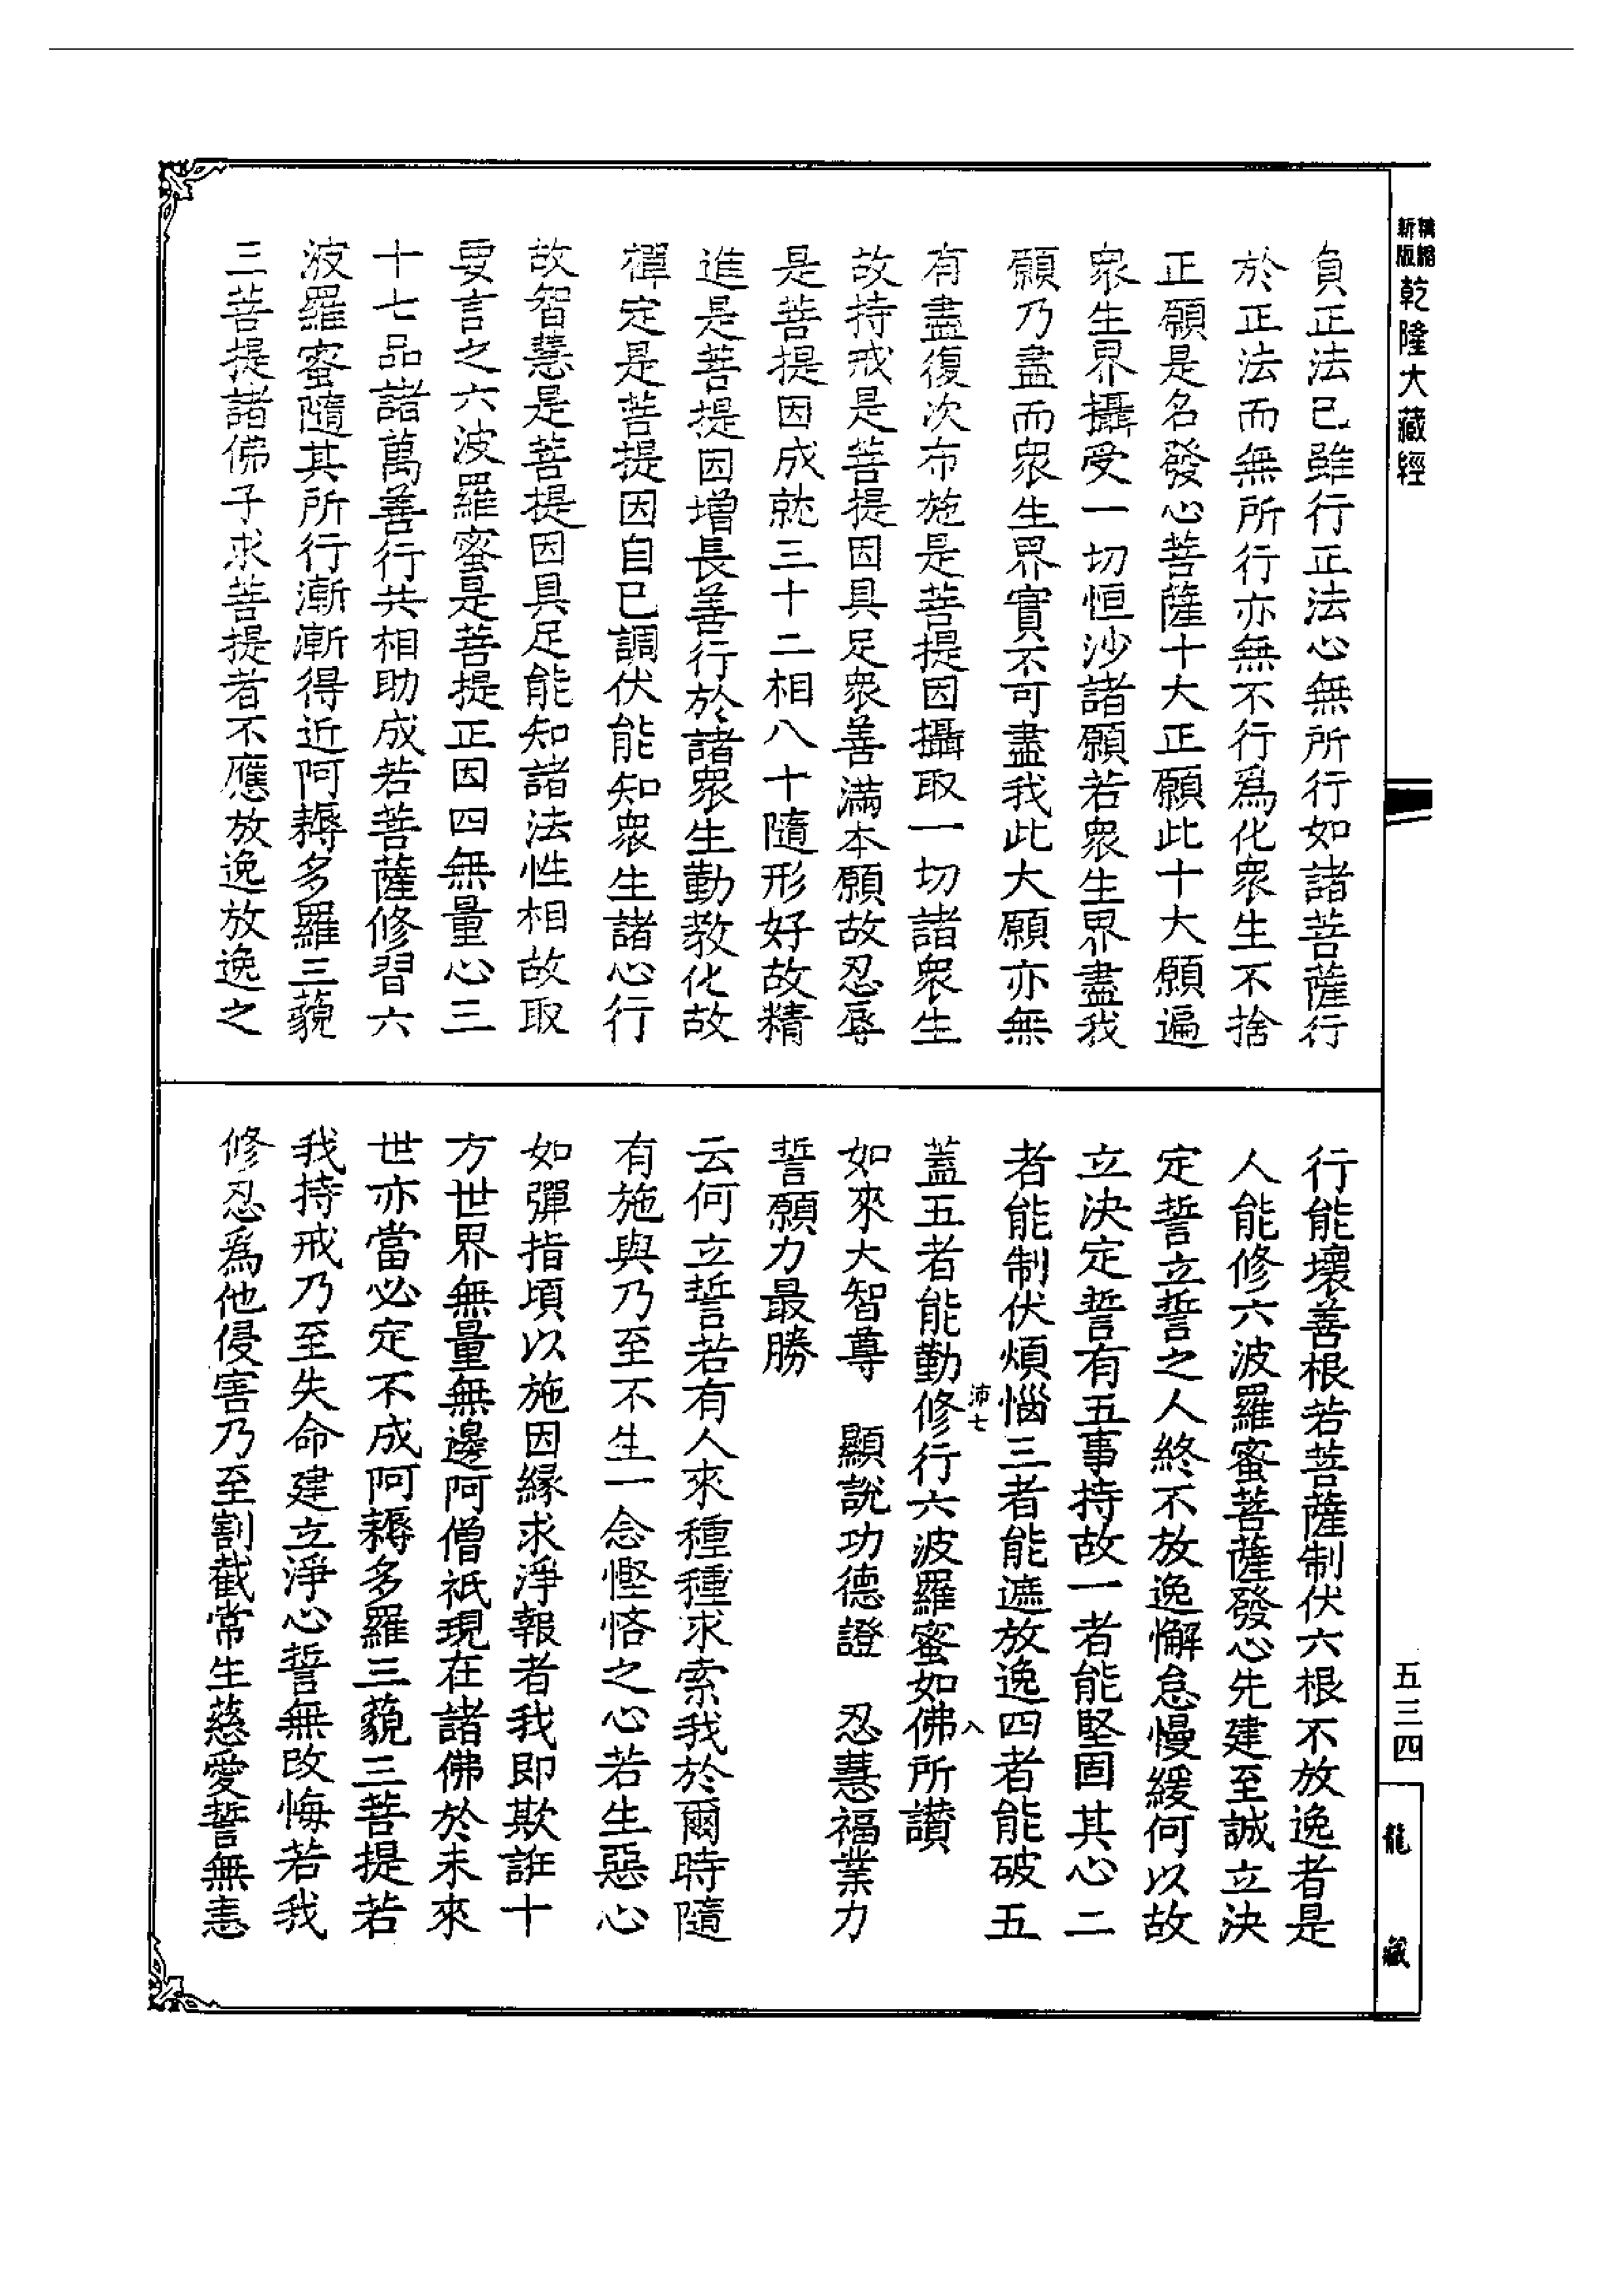 新版精縮乾隆大藏經
負正法已雖行正法心無所行如諸菩薩行
於正法而無所行亦無不行爲化衆生不捨
正願是名發心菩薩十大正願此十大願遍
衆生界攝受一切恒沙諸願若衆生界盡我
願乃盡而衆生界實不可盡我此大願亦無
有盡復次布施是菩提因攝取一切諸衆生
故持戒是菩提因具足衆善滿本願故忍辱
是菩提因成就三十二相八十隨形好故精
進是菩提因增長善行於諸衆生勤教化故
禪定是菩提因自已調伏能知衆生諸心行
故智慧是菩提因具足能知諸法性相故取
要言之六波羅蜜是菩提正因四無量心三
十七品諸萬善行共相助成若菩薩修習六
波羅蜜隨其所行漸漸得近阿耨多羅三藐
三菩提諸佛子求菩提者不應放逸放逸之
行能壞善根若菩薩制伏六根不放逸者是
人能修六波羅蜜菩薩發心先建至誠立決
定誓立誓之人終不放逸懈怠慢緩何以故
立決定誓有五事持故一者能堅固其心二
者能制伏煩惱三者能遮放逸四者能破五
沛七
八
蓋五者能勤修行六波羅蜜如佛所讃
如來大智尊　顯說功德證　忍慧福業力
誓願力最勝
云何立誓若有人來種種求索我於爾時隨
有施與乃至不生一念慳悋之心若生惡心
如彈指頃以施因緣求淨報者我即欺誑十
方世界無量無邊阿僧祇現在諸佛於未來
世亦當必定不成阿耨多羅三藐三菩提若
我持戒乃至失命建立淨心誓無改悔若我
修忍爲他侵害乃至割截常生慈愛誓無恚
五三四
龍藏